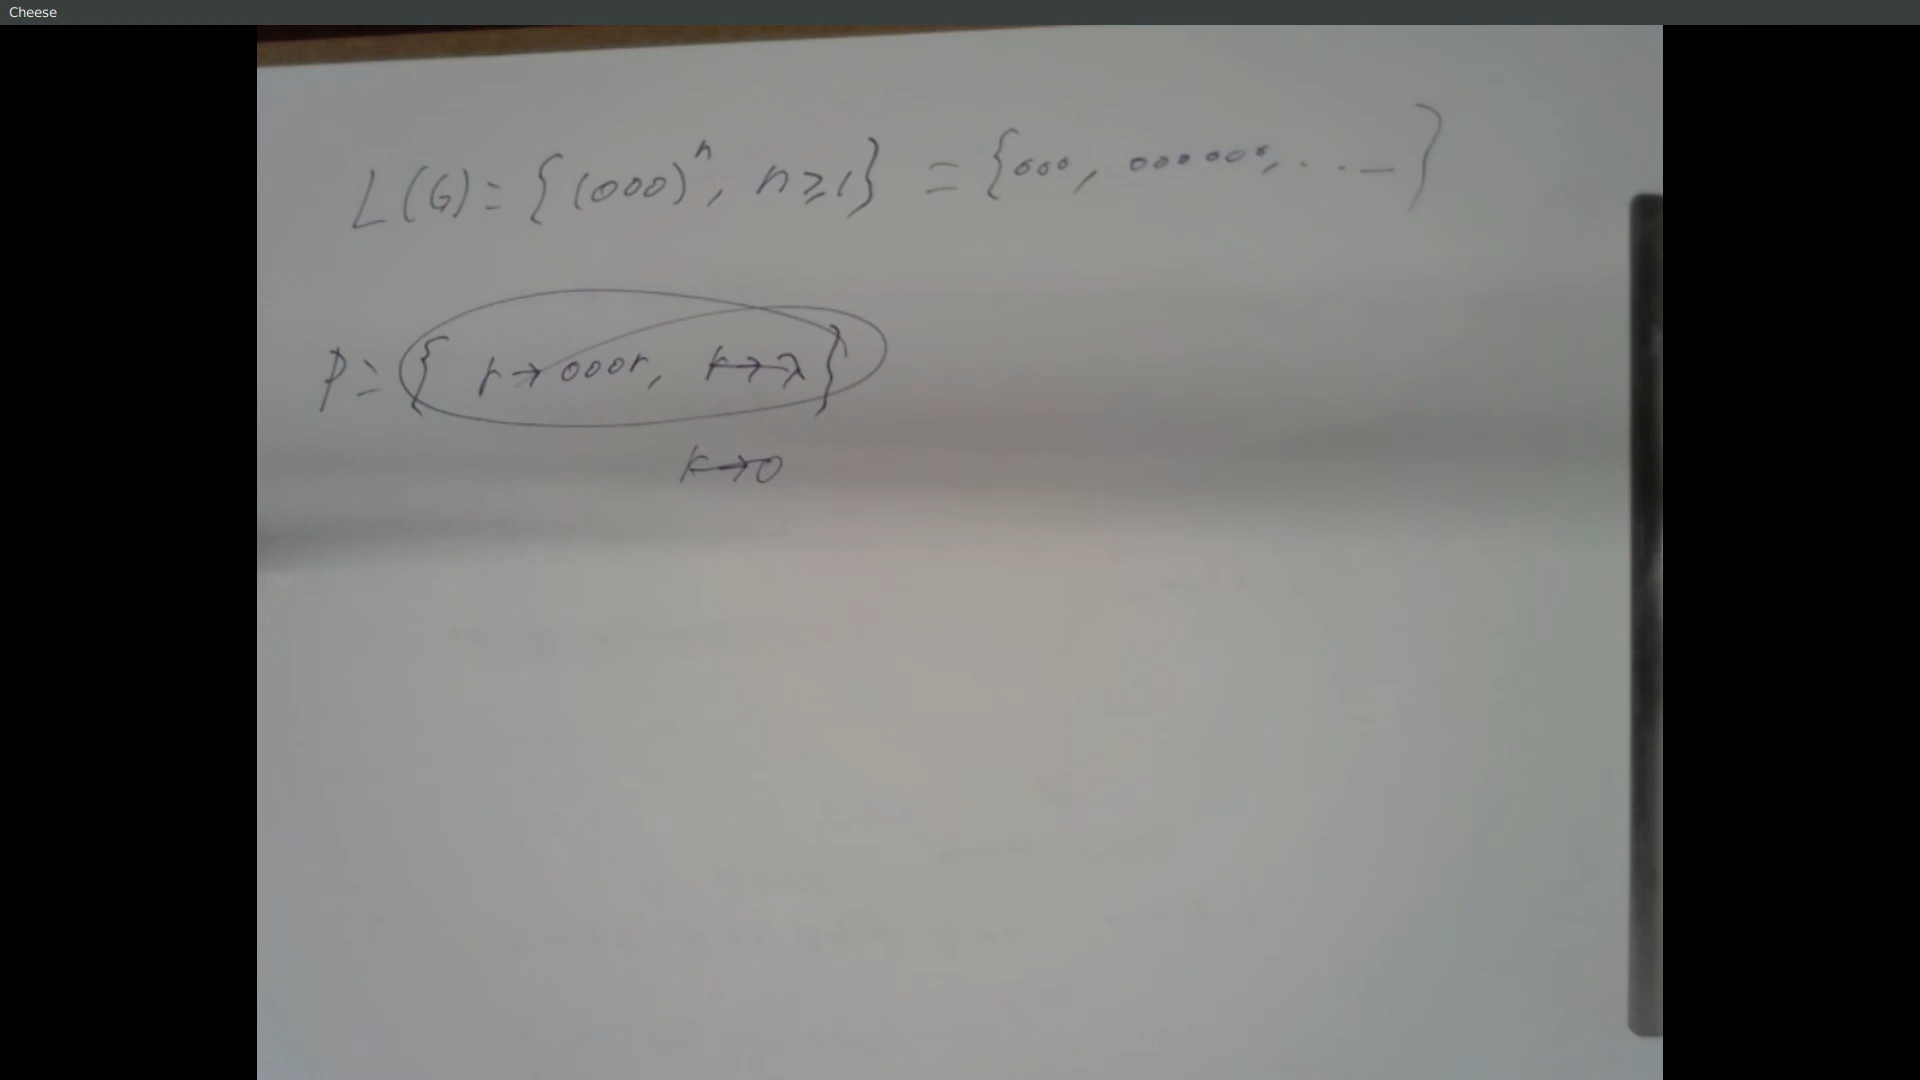 Cheese
L(G)= {(000)ⁿ, n≥1} = {000, 000000, . . . }
P= { r→000r, r→λ}
r→0